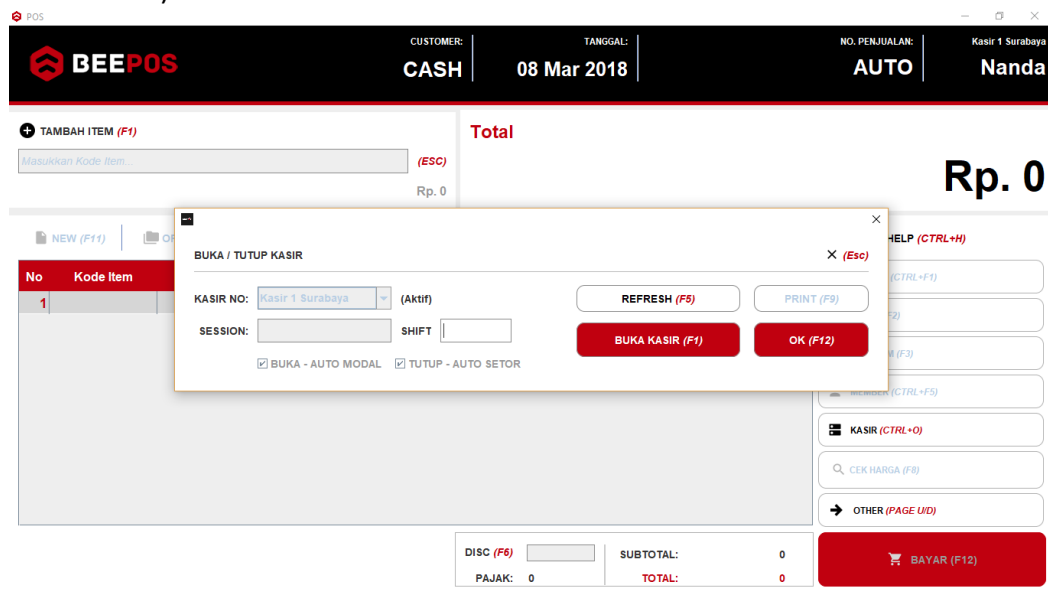 POS
BEEPOS
CUSTOMER:
CASH
TANGGAL:
08 Mar 2018
NO. PENJUALAN:
AUTO
Kasir 1 Surabaya
Nanda
TAMBAH ITEM (F1)
Masukkan Kode Item...
(ESC)
Rp. 0
Total
Rp. 0
NEW (F11)
HELP (CTRL+H)
No Kode Item
1
BUKA / TUTUP KASIR
X (Esc)
KASIR NO: Kasir 1 Surabaya (Aktif)
REFRESH (F5)
PRINT (F9)
SESSION:
SHIFT
BUKA KASIR (F1)
OK (F12)
BUKA - AUTO MODAL
TUTUP - AUTO SETOR
(CTRL+F1)
(F3)
MEMBER (CTRL+F5)
KASIR (CTRL+O)
CEK HARGA (F8)
OTHER (PAGE U/D)
DISC (F6)
SUBTOTAL: 0
PAJAK: 0
TOTAL: 0
BAYAR (F12)